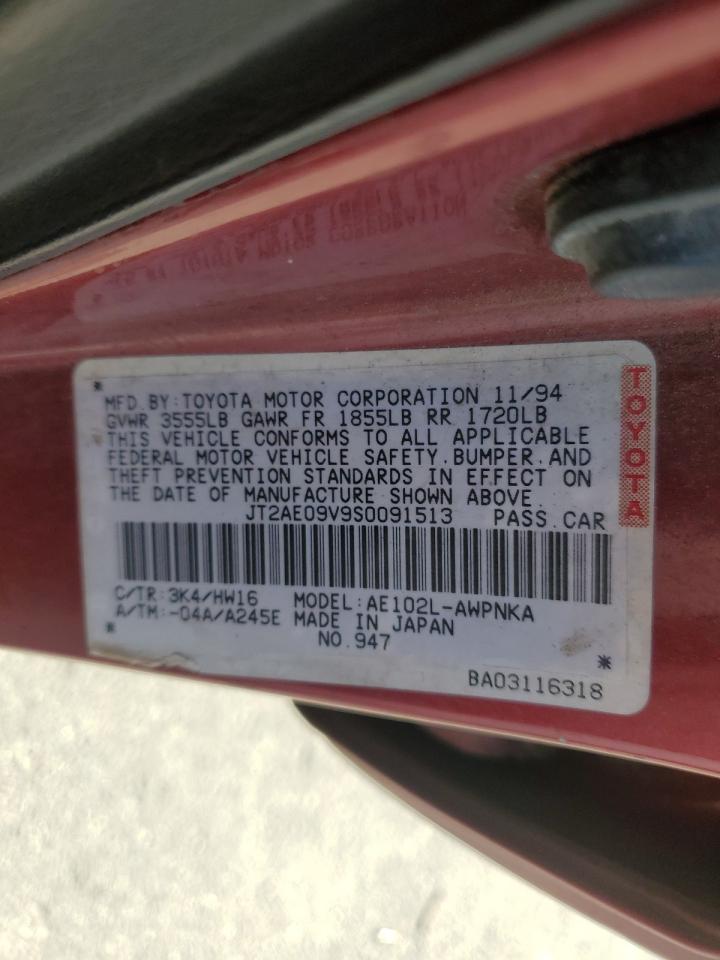 * MFD. BY: TOYOTA MOTOR CORPORATION 11/94
GVWR 3555LB GAWR FR 1855LB RR 1720LB
THIS VEHICLE CONFORMS TO ALL APPLICABLE
FEDERAL MOTOR VEHICLE SAFETY, BUMPER, AND
THEFT PREVENTION STANDARDS IN EFFECT ON
THE DATE OF MANUFACTURE SHOWN ABOVE.
JT2AE09V9S0091513 PASS. CAR
TOYOTA
C/TR: 3K4/HW16 MODEL: AE102L-AWPNKA
A/TM: -04A/A245E MADE IN JAPAN
* NO. 947 *
BA03116318